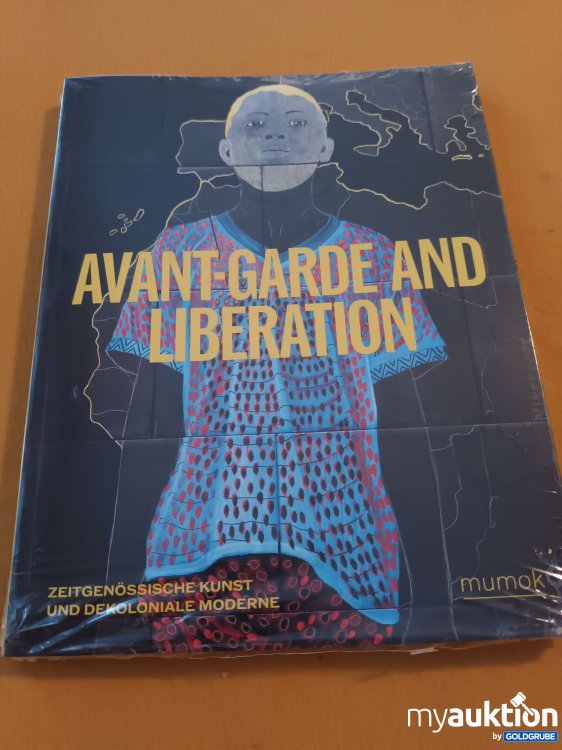 AVANT-GARDE AND
LIBERATION
ZEITGENÖSSISCHE KUNST
UND DEKOLONIALE MODERNE
mumok
myauktion
by GOLDGRUBE